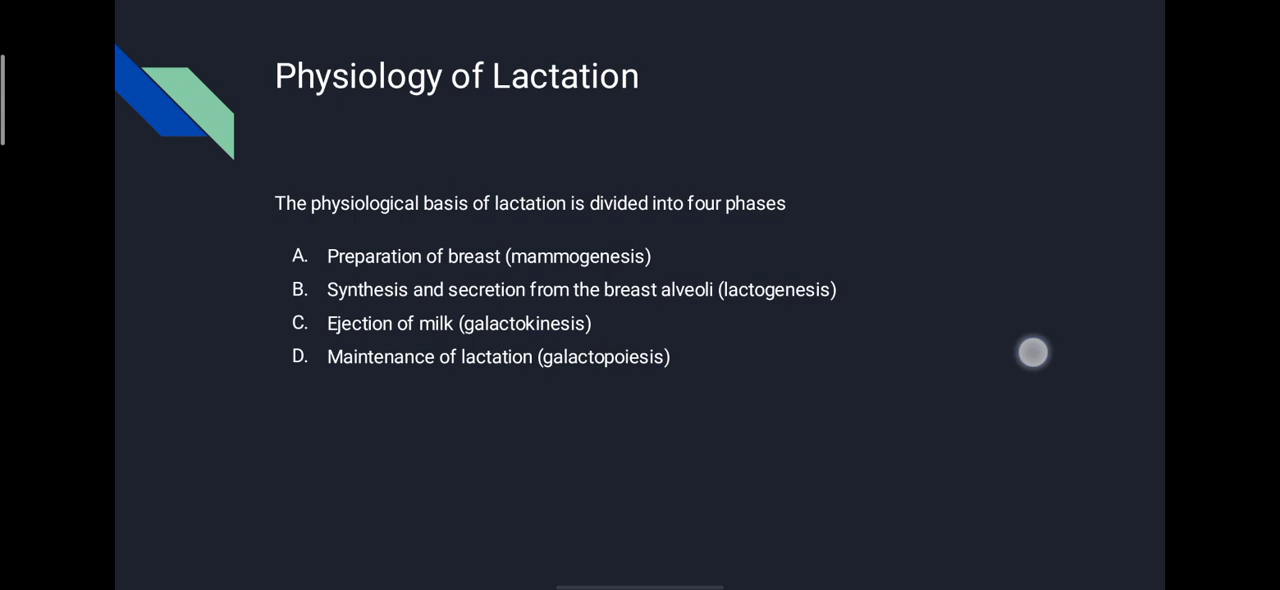 Physiology of Lactation
The physiological basis of lactation is divided into four phases
A. Preparation of breast (mammogenesis)
B. Synthesis and secretion from the breast alveoli (lactogenesis)
C. Ejection of milk (galactokinesis)
D. Maintenance of lactation (galactopoiesis)